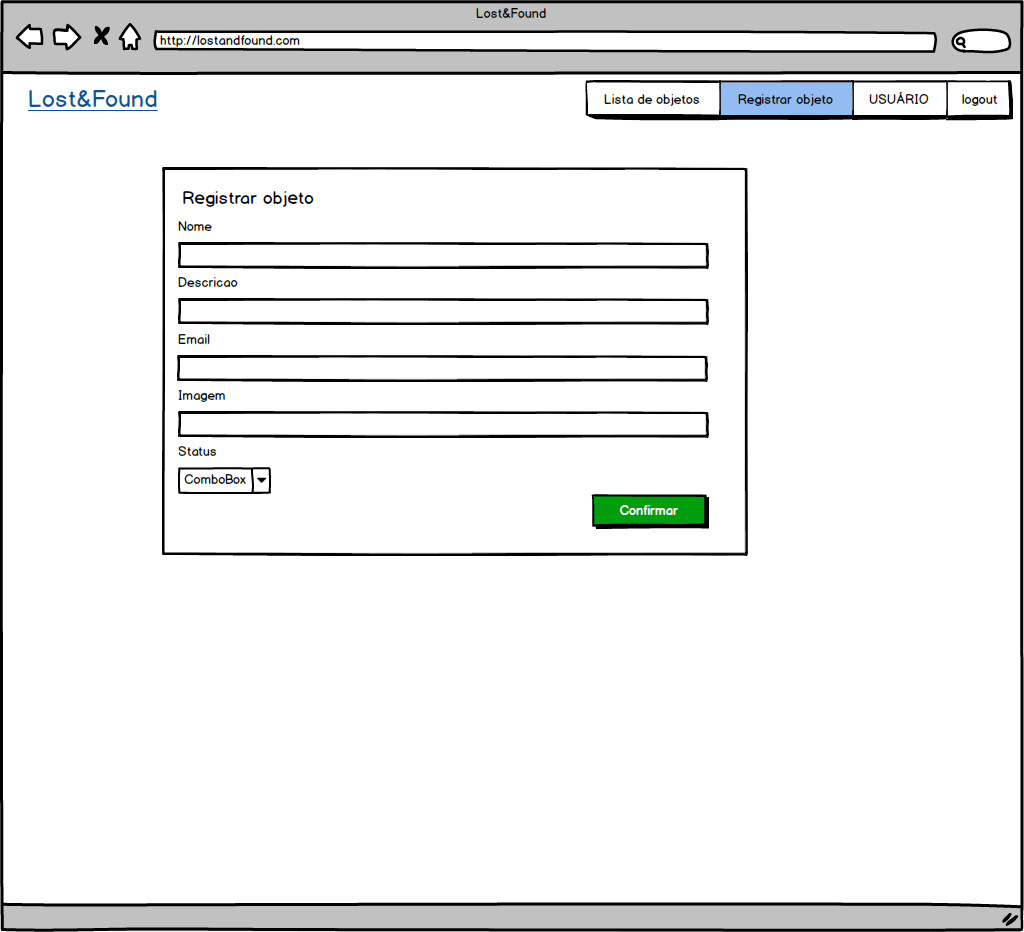 Lost&Found
http://lostandfound.com
Lost&Found
Lista de objetos
Registrar objeto
USUÁRIO
logout
Registrar objeto
Nome
Descricao
Email
Imagem
Status
ComboBox
Confirmar